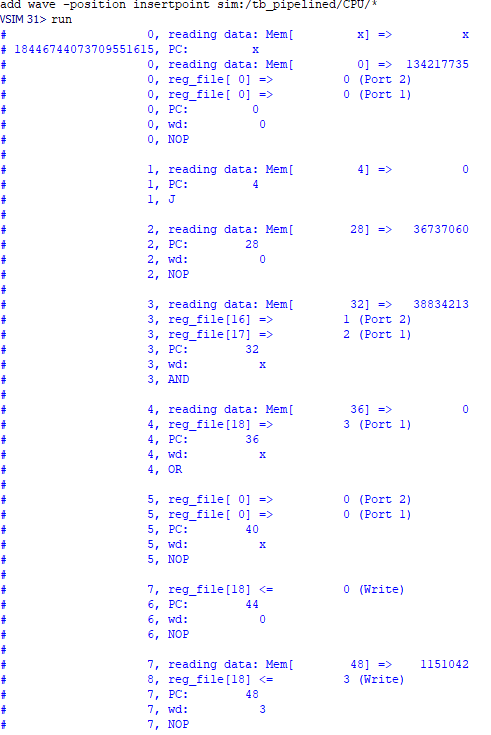 add wave -position insertpoint sim:/tb_pipelined/CPU/*
VSIM 31> run
# 0, reading data: Mem[ x] => x
# 18446744073709551615, PC: x
# 0, reading data: Mem[ 0] => 134217735
# 0, reg_file[ 0] => 0 (Port 2)
# 0, reg_file[ 0] => 0 (Port 1)
# 0, PC: 0
# 0, wd: 0
# 0, NOP
#
# 1, reading data: Mem[ 4] => 0
# 1, PC: 4
# 1, J
#
# 2, reading data: Mem[ 28] => 36737060
# 2, PC: 28
# 2, wd: 0
# 2, NOP
#
# 3, reading data: Mem[ 32] => 38834213
# 3, reg_file[16] => 1 (Port 2)
# 3, reg_file[17] => 2 (Port 1)
# 3, PC: 32
# 3, wd: x
# 3, AND
#
# 4, reading data: Mem[ 36] => 0
# 4, reg_file[18] => 3 (Port 1)
# 4, PC: 36
# 4, wd: x
# 4, OR
#
# 5, reg_file[ 0] => 0 (Port 2)
# 5, reg_file[ 0] => 0 (Port 1)
# 5, PC: 40
# 5, wd: x
# 5, NOP
#
# 7, reg_file[18] <= 0 (Write)
# 6, PC: 44
# 6, wd: 0
# 6, NOP
#
# 7, reading data: Mem[ 48] => 1151042
# 8, reg_file[18] <= 3 (Write)
# 7, PC: 48
# 7, wd: 3
# 7, NOP